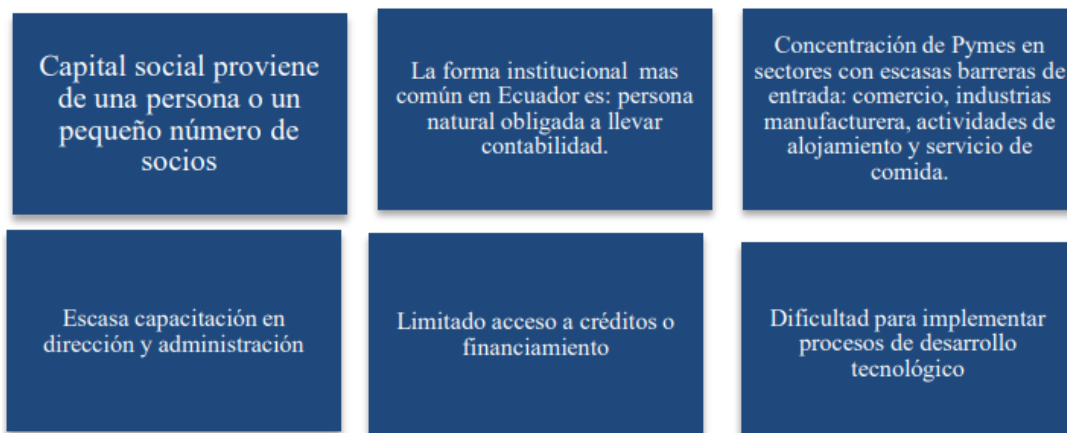 Capital social proviene
de una persona o un
pequeño número de
socios
La forma institucional mas
común en Ecuador es: persona
natural obligada a llevar
contabilidad.
Concentración de Pymes en
sectores con escasas barreras de
entrada: comercio, industrias
manufacturera, actividades de
alojamiento y servicio de
comida.
Escasa capacitación en
dirección y administración
Limitado acceso a créditos o
financiamiento
Dificultad para implementar
procesos de desarrollo
tecnológico